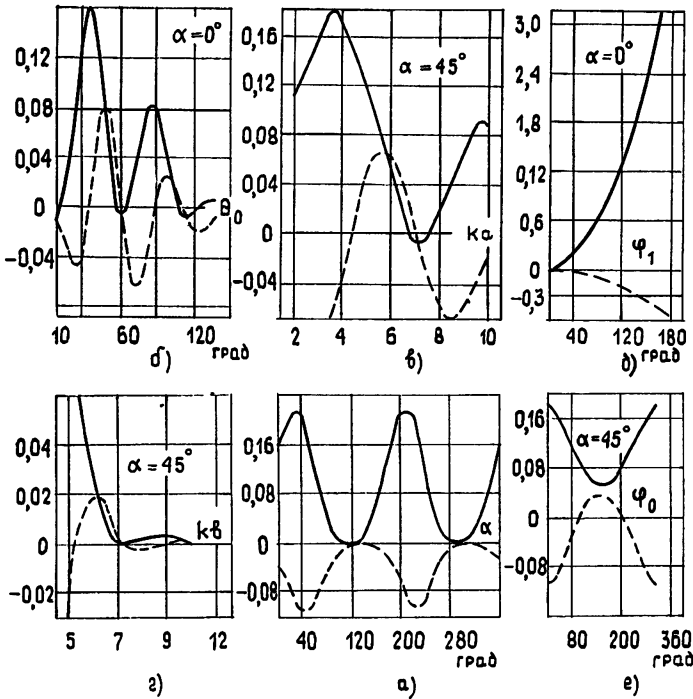 0,12
0,08
0,04
0
-0,04
α=0°
θ0
10 60 120
град
б)
0,16
0,12
0,08
0,04
0
-0,04
α=45°
ка
2 4 6 8 10
в)
3,0
2,4
1,8
0,12
0,6
0
-0,3
α=0°
φ1
40 120 180
град
д)
0,04
0,02
0
-0,02
α=45°
кв
5 7 9 11
г)
0,16
0,08
0
-0,08
α
40 120 200 280
град
а)
0,16
0,08
0
-0,08
α=45°
φ0
80 200 360
град
е)